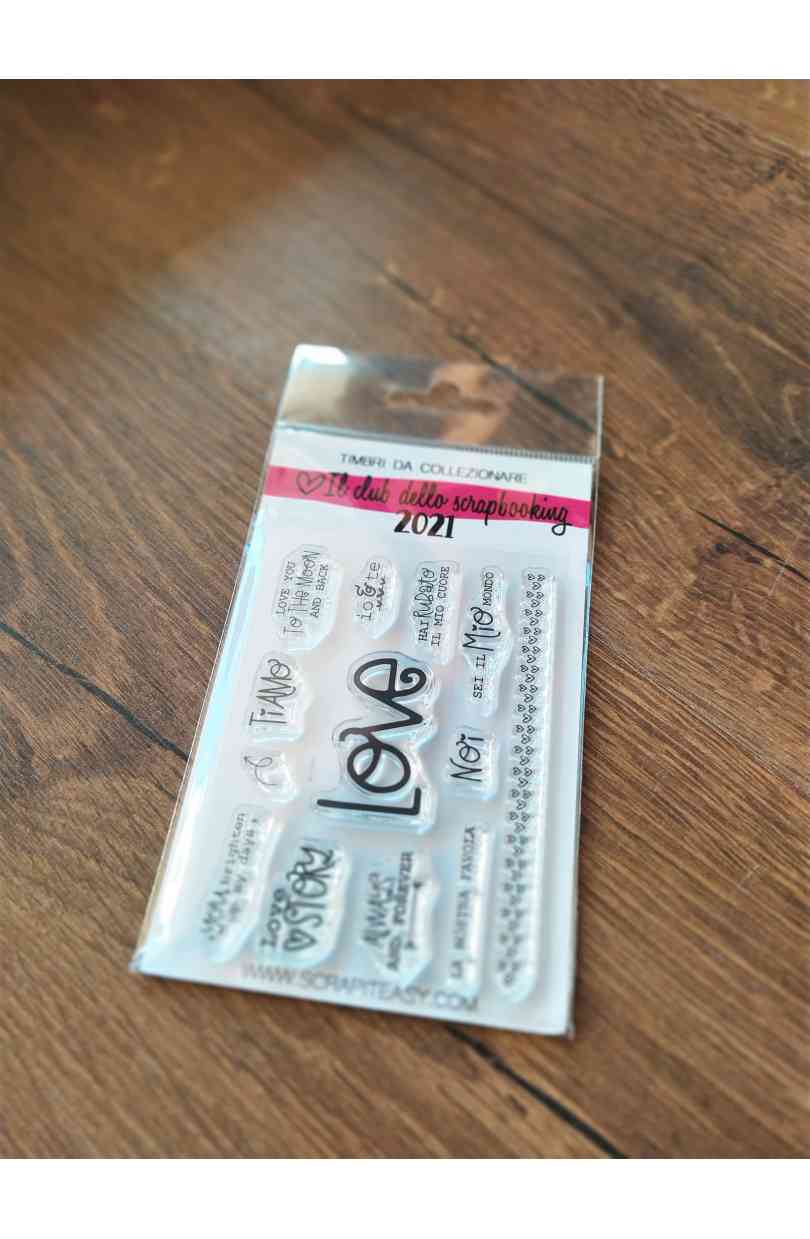 TIMBRI DA COLLEZIONARE
Il club dello scrapbooking
2021
LOVE YOU
To THE MOON
AND BACK
io&te
HAI RUBATO
IL MIO CUORE
SEI IL MIO MONDO
TI AMO
LOVE
NOI
YOU brighten
my day
LOVE
STORY
ALWAYS
AND FOREVER
LA NOSTRA FAVOLA
WWW.SCRAPITEASY.COM